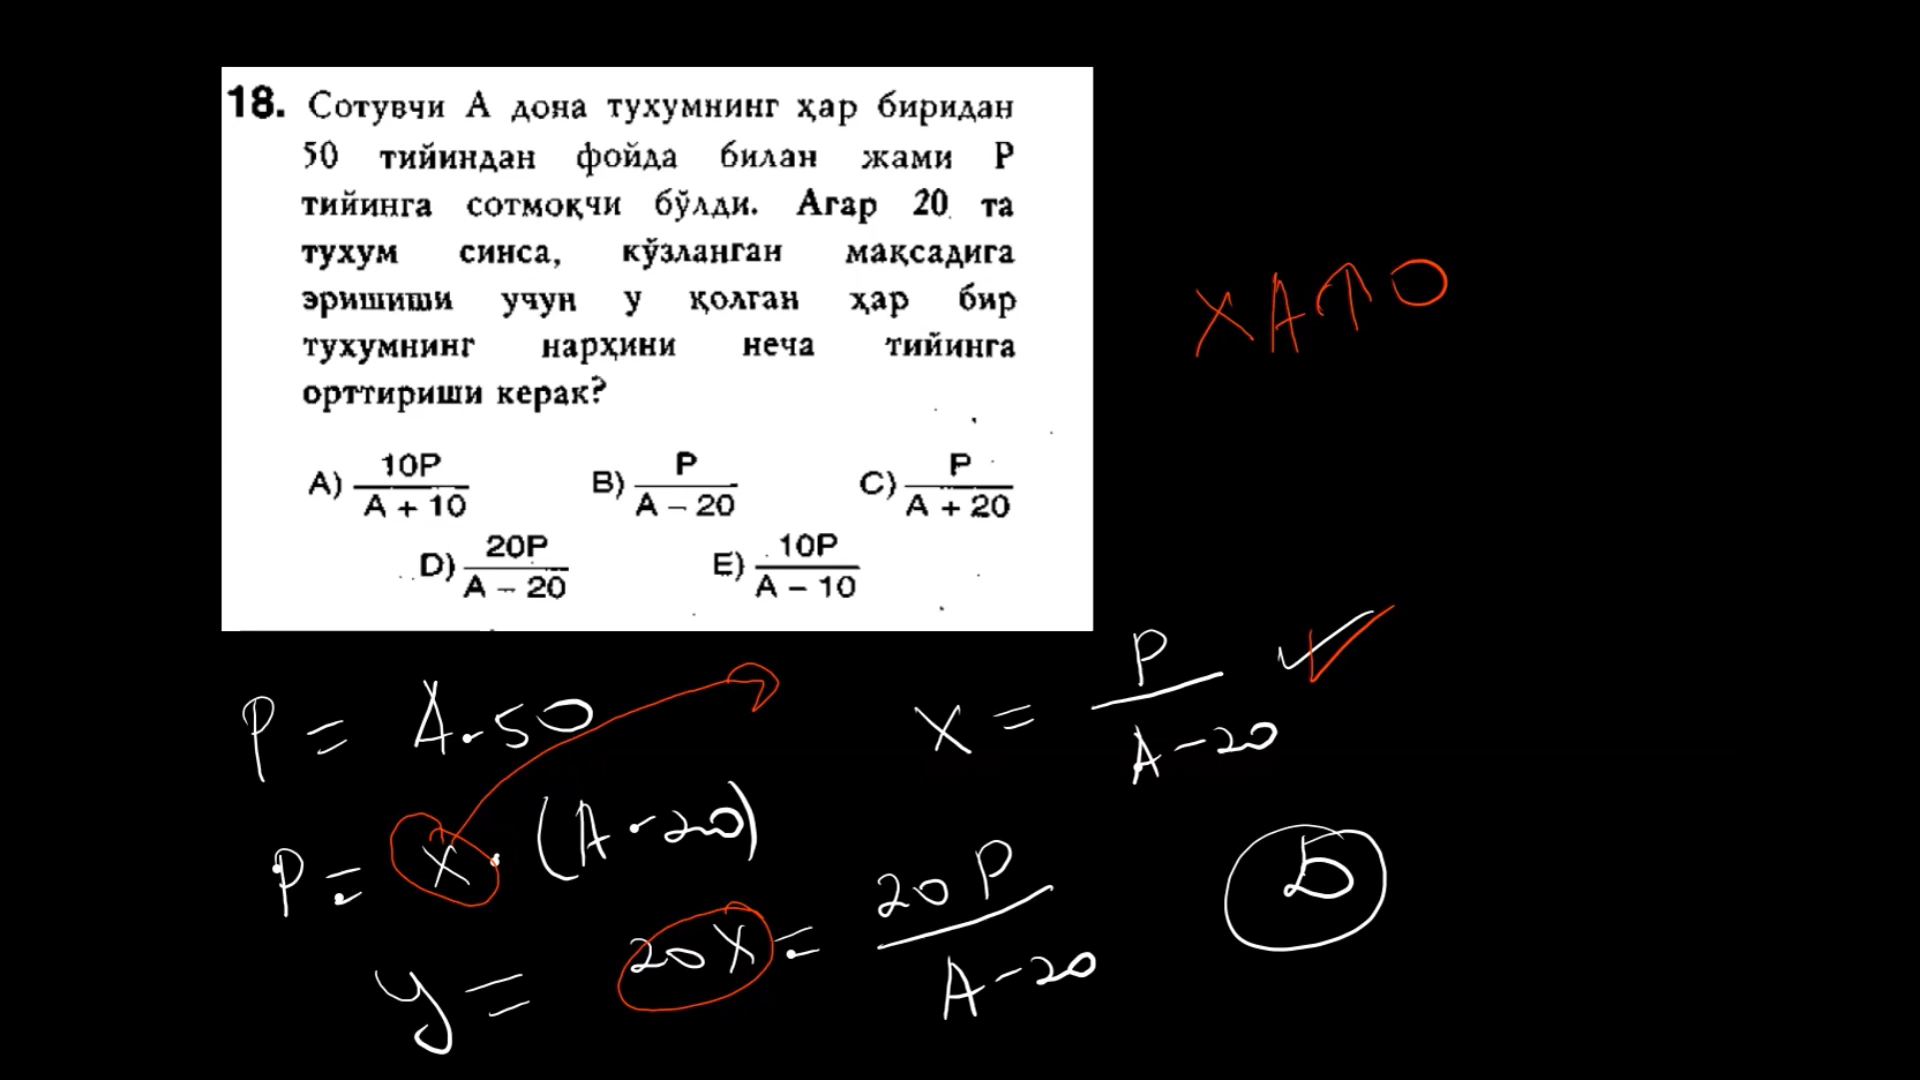 18. Сотувчи А дона тухумнинг ҳар биридан
50 тийиндан фойда билан жами Р
тийинга сотмоқчи бўлди. Агар 20 та
тухум синса, кўзланган мақсадига
эришиши учун у қолган ҳар бир
тухумнинг нархини неча тийинга
орттириши керак?
A) 10P / A + 10 B) P / A – 20 C) P / A + 20
D) 20P / A – 20 E) 10P / A – 10
ХАТО
P = A · 50
x = P / A – 20
P = x · (A – 20)
y = 20x = 20P / A – 20
D